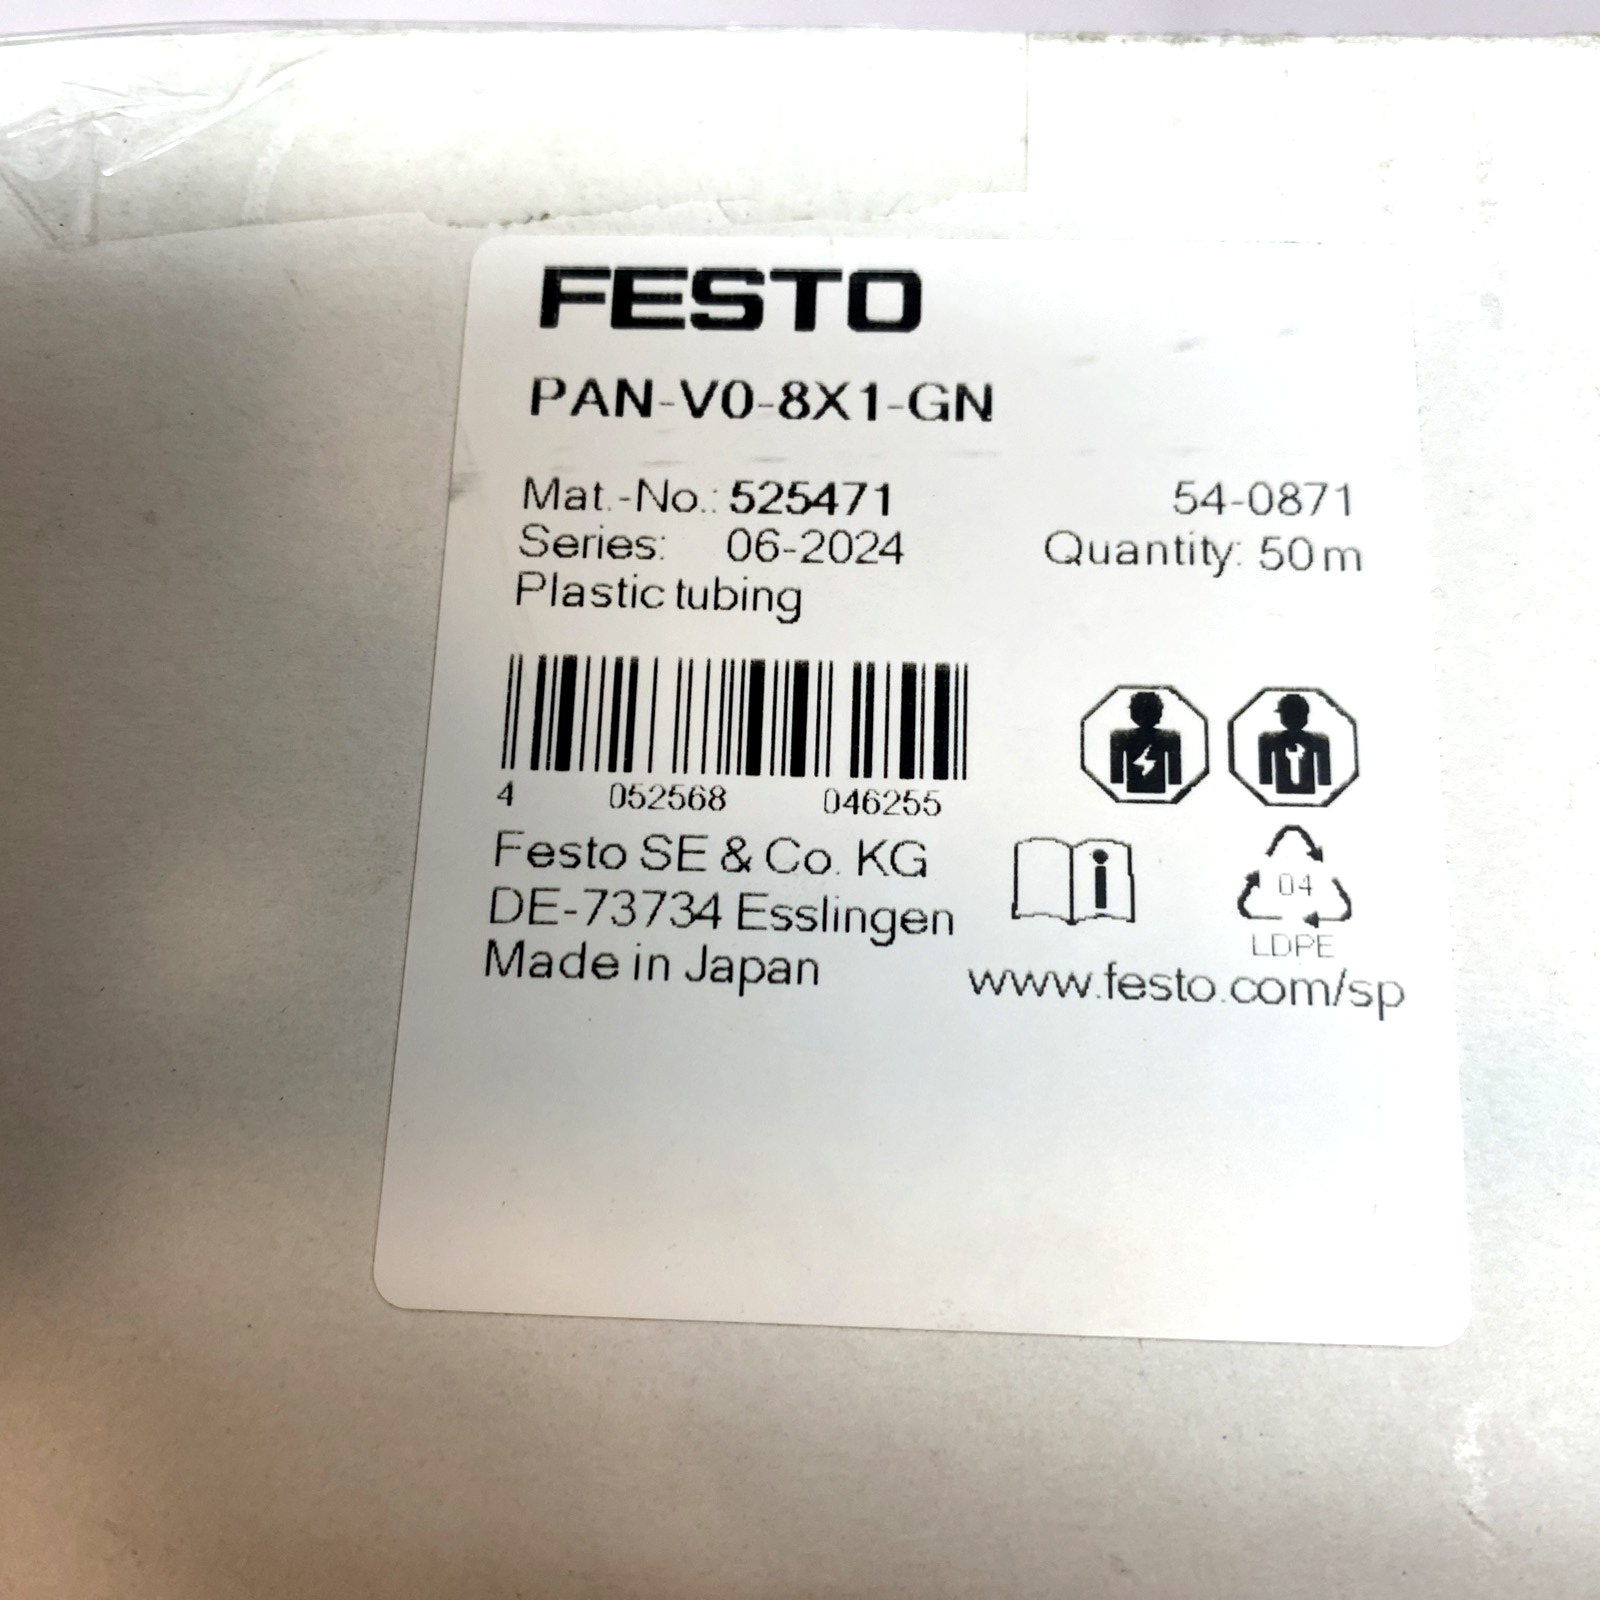 FESTO
PAN-V0-8X1-GN
Mat.-No.: 525471 54-0871
Series: 06-2024 Quantity: 50 m
Plastic tubing
4 052568 046255
Festo SE & Co. KG
DE-73734 Esslingen
04
LDPE
Made in Japan www.festo.com/sp